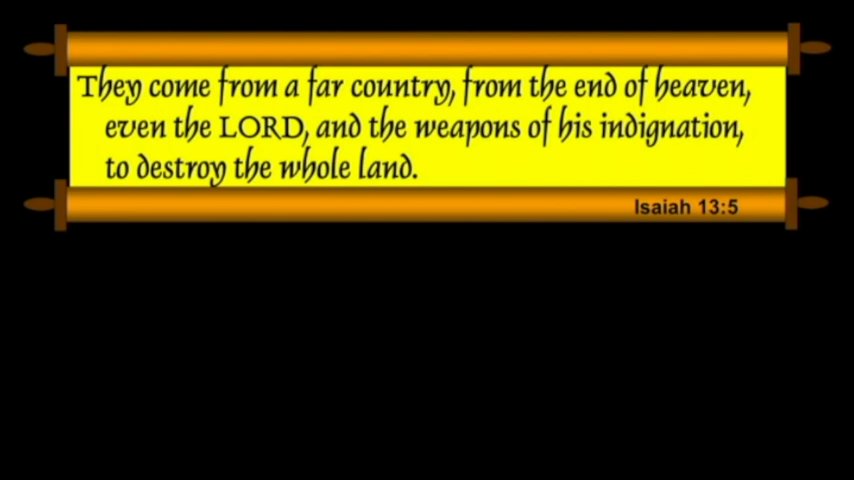 They come from a far country, from the end of heaven,
even the LORD, and the weapons of his indignation,
to destroy the whole land.
Isaiah 13:5